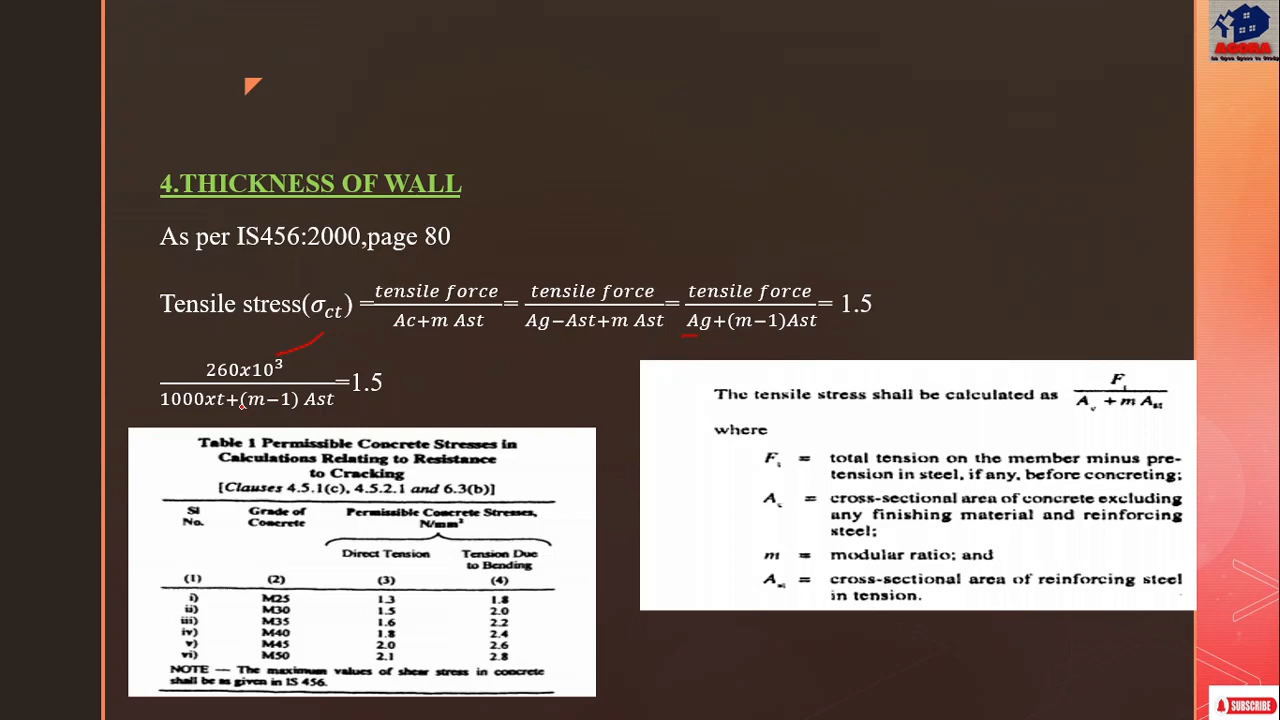 AGORA
An Open Space to Study
4.THICKNESS OF WALL
As per IS456:2000,page 80
Tensile stress(σct) = tensile force / Ac+m Ast = tensile force / Ag−Ast+m Ast = tensile force / Ag+(m−1)Ast = 1.5
260x10³ / 1000xt+(m−1) Ast =1.5
Table 1 Permissible Concrete Stresses in
Calculations Relating to Resistance
to Cracking
[Clauses 4.5.1(c), 4.5.2.1 and 6.3(b)]
Sl No. Grade of Concrete Permissible Concrete Stresses, N/mm²
Direct Tension Tension Due to Bending
(1) (2) (3) (4)
i) M25 1.3 1.8
ii) M30 1.5 2.0
iii) M35 1.6 2.2
iv) M40 1.8 2.4
v) M45 2.0 2.6
vi) M50 2.1 2.8
NOTE — The maximum values of shear stress in concrete
shall be as given in IS 456.
The tensile stress shall be calculated as Ft / Ac + m Ast
where
Ft = total tension on the member minus pre-
tension in steel, if any, before concreting;
Ac = cross-sectional area of concrete excluding
any finishing material and reinforcing
steel;
m = modular ratio; and
Ast = cross-sectional area of reinforcing steel
in tension.
SUBSCRIBE